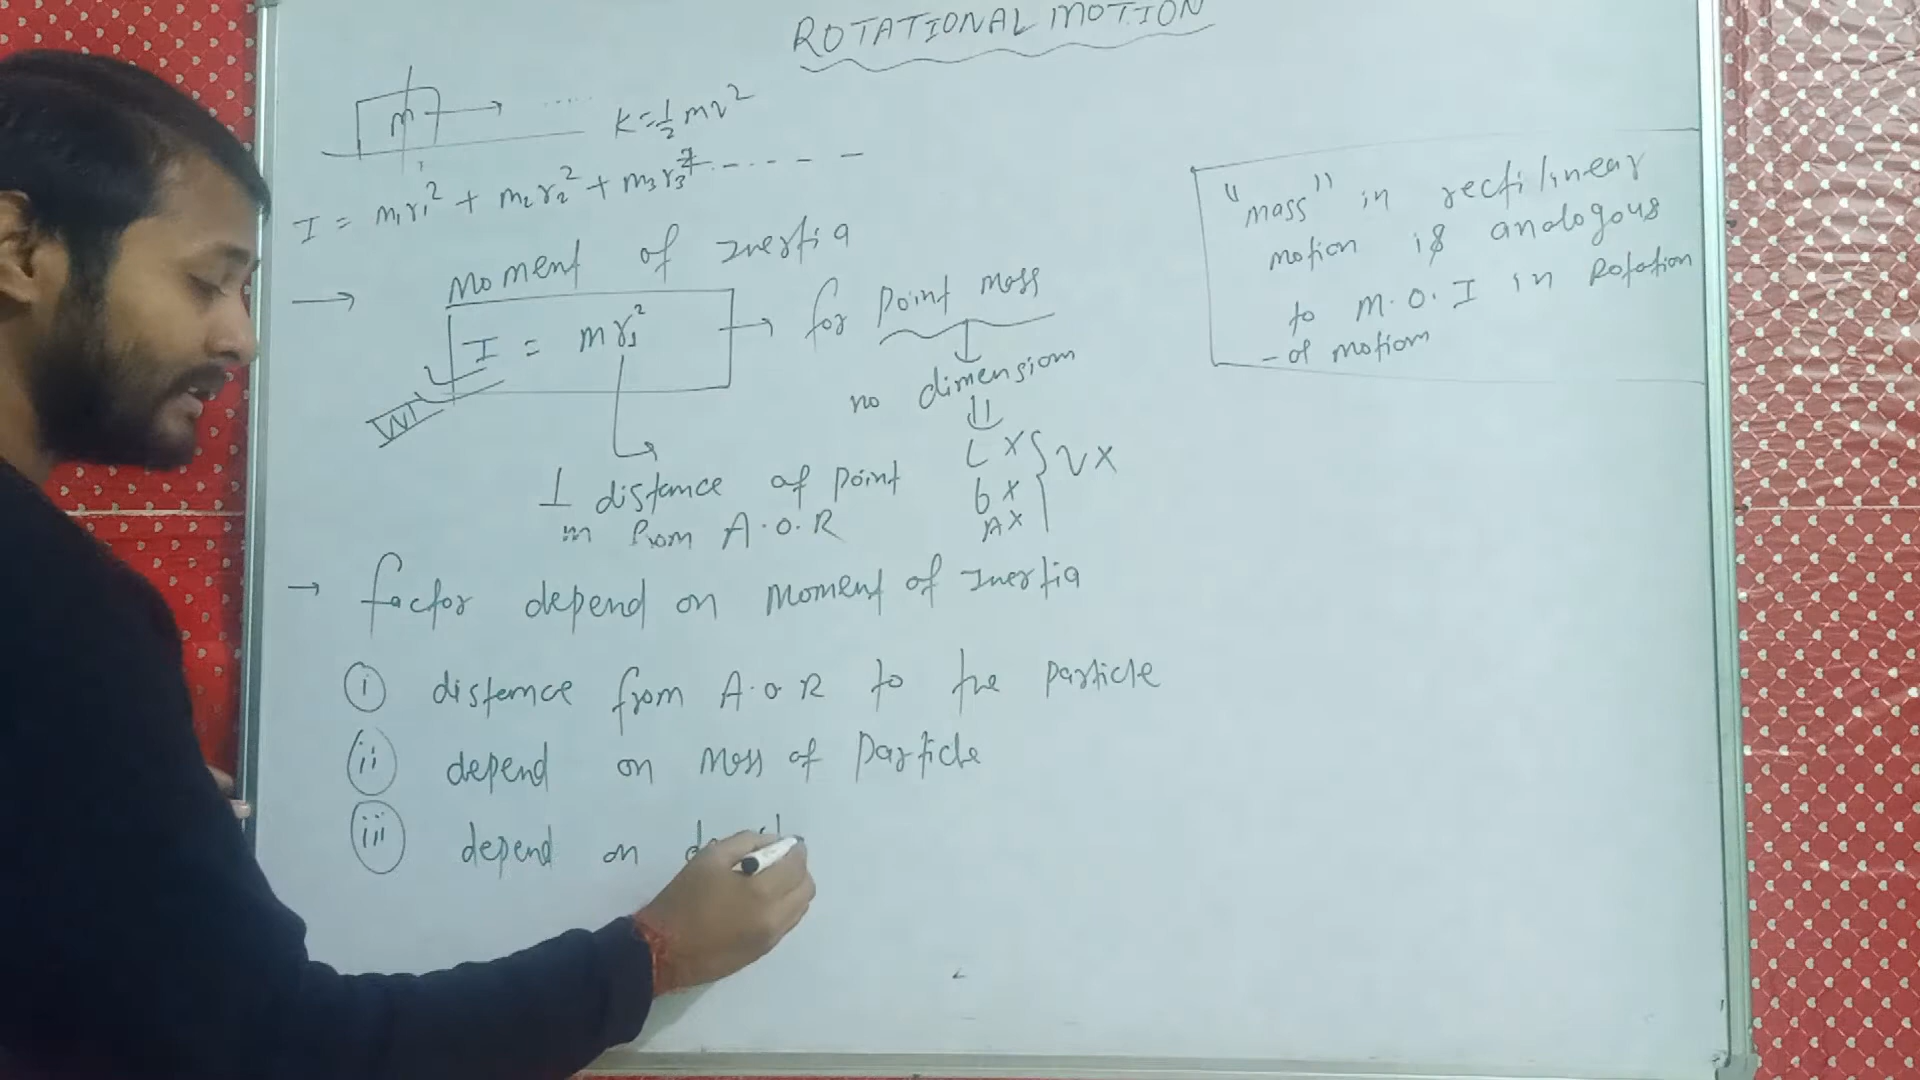 ROTATIONAL MOTION
m
K = 1/2 mv²
I = m₁r₁² + m₂r₂² + m₃r₃² + - - - - -
→ Moment of Inertia
I = mr₁² → for Point mass
no dimension
L X } V X
b X
A X
⊥ distance of Point
m from A.O.R
"mass" in rectilinear
motion is analogous
to M.O.I in Rotation
-al motion
→ factor depend on Moment of Inertia
(i) distance from A.O.R to the Particle
(ii) depend on Mass of Particle
(iii) depend on